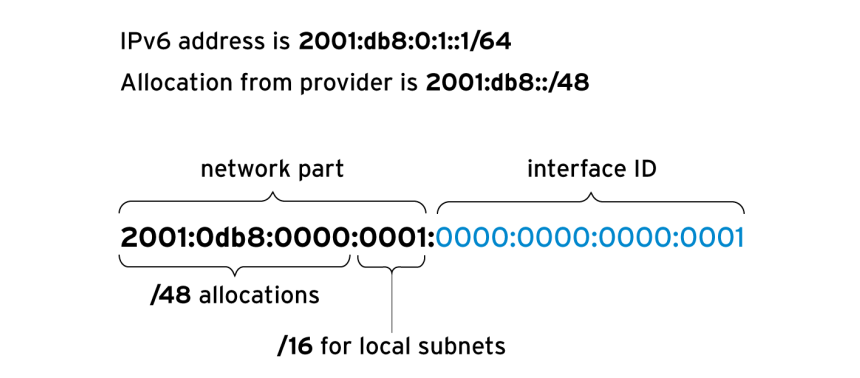 IPv6 address is 2001:db8:0:1::1/64
Allocation from provider is 2001:db8::/48
network part
interface ID
2001:0db8:0000:0001:0000:0000:0000:0001
/48 allocations
/16 for local subnets